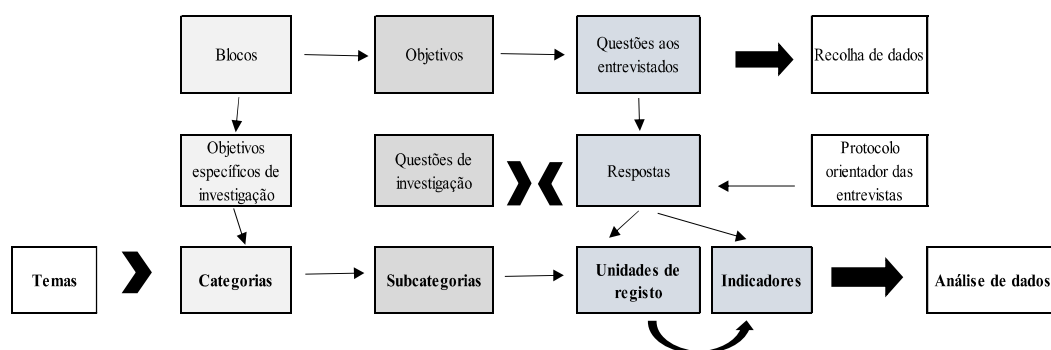 Blocos
Objetivos
Questões aos
entrevistados
Recolha de dados
Objetivos
específicos de
investigação
Questões de
investigação
Respostas
Protocolo
orientador das
entrevistas
Temas
Categorias
Subcategorias
Unidades de
registo
Indicadores
Análise de dados